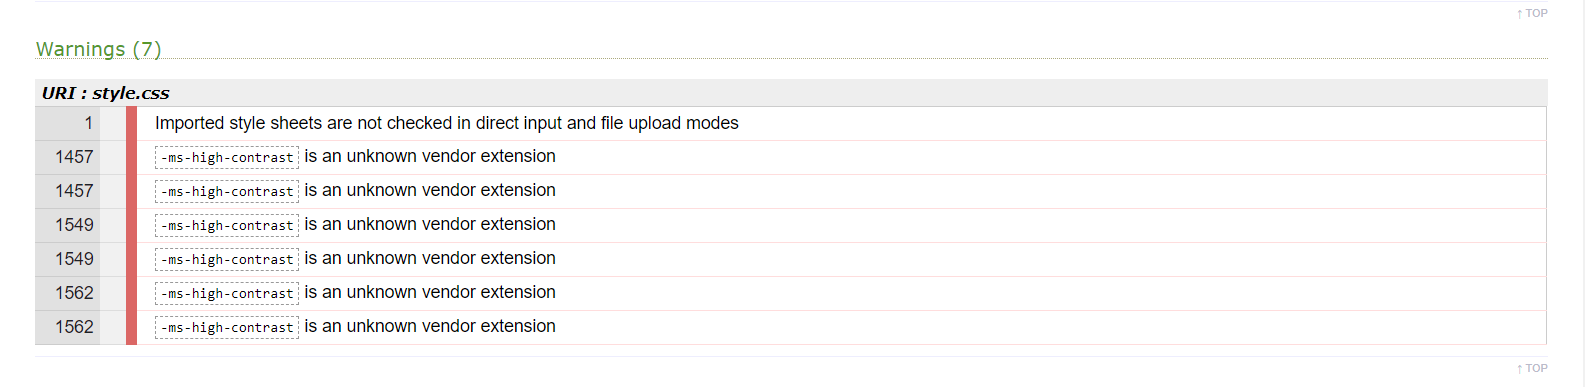 ↑ TOP
Warnings (7)
URI : style.css
1 Imported style sheets are not checked in direct input and file upload modes
1457 -ms-high-contrast is an unknown vendor extension
1457 -ms-high-contrast is an unknown vendor extension
1549 -ms-high-contrast is an unknown vendor extension
1549 -ms-high-contrast is an unknown vendor extension
1562 -ms-high-contrast is an unknown vendor extension
1562 -ms-high-contrast is an unknown vendor extension
↑ TOP